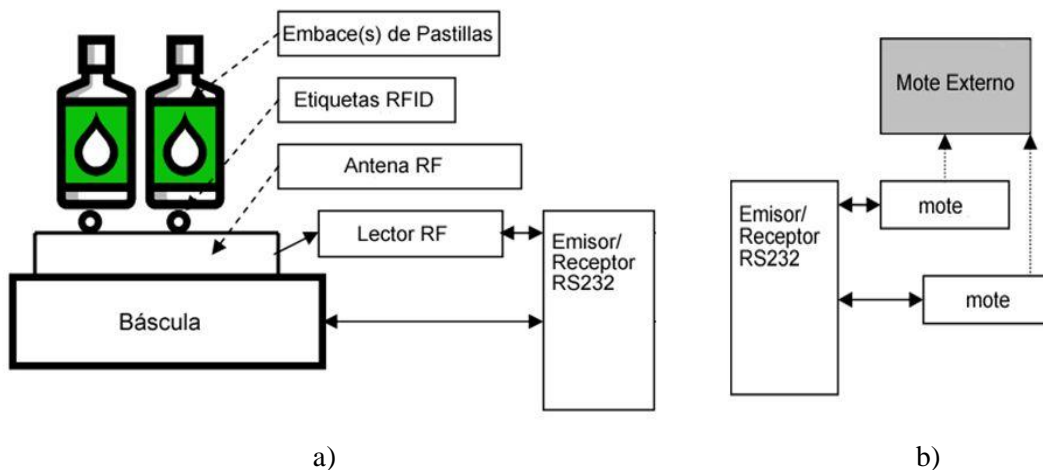 Embace(s) de Pastillas
Etiquetas RFID
Antena RF
Lector RF
Báscula
Emisor/
Receptor
RS232
a)
Mote Externo
Emisor/
Receptor
RS232
mote
mote
b)